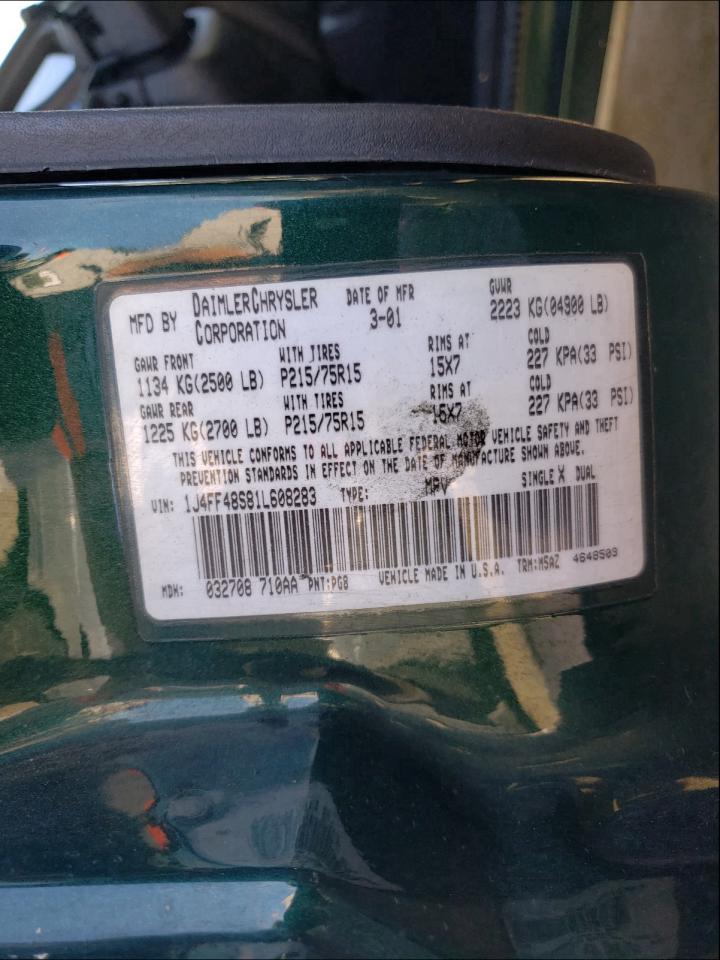 MFD BY DAIMLERCHRYSLER CORPORATION DATE OF MFR 3-01 GVWR 2223 KG(04900 LB)
GAWR FRONT WITH TIRES RIMS AT COLD
1134 KG(2500 LB) P215/75R15 15X7 227 KPA(33 PSI)
GAWR REAR WITH TIRES RIMS AT COLD
1225 KG(2700 LB) P215/75R15 15X7 227 KPA(33 PSI)
THIS VEHICLE CONFORMS TO ALL APPLICABLE FEDERAL MOTOR VEHICLE SAFETY AND THEFT
PREVENTION STANDARDS IN EFFECT ON THE DATE OF MANUFACTURE SHOWN ABOVE.
VIN: 1J4FF48S81L608283 TYPE: MPV SINGLE X DUAL
MDH: 032708 710AA PNT:PG8 VEHICLE MADE IN U.S.A. TRM:M5AZ 4648503